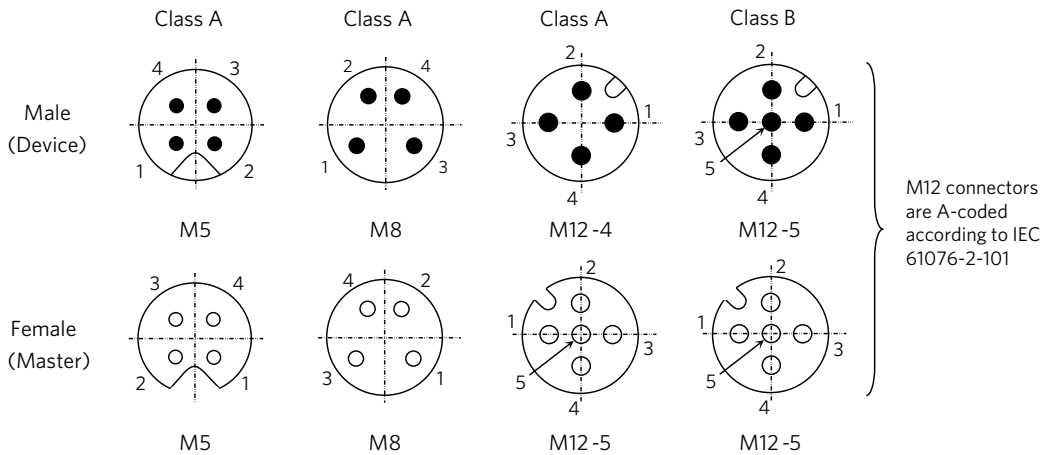 Class A
Class A
Class A
Class B
Male
(Device)
4
3
1
2
M5
2
4
1
3
M8
2
1
3
4
M12-4
2
1
3
5
4
M12-5
M12 connectors
are A-coded
according to IEC
61076-2-101
Female
(Master)
3
4
2
1
M5
4
2
3
1
M8
2
1
3
5
4
M12-5
2
1
3
5
4
M12-5